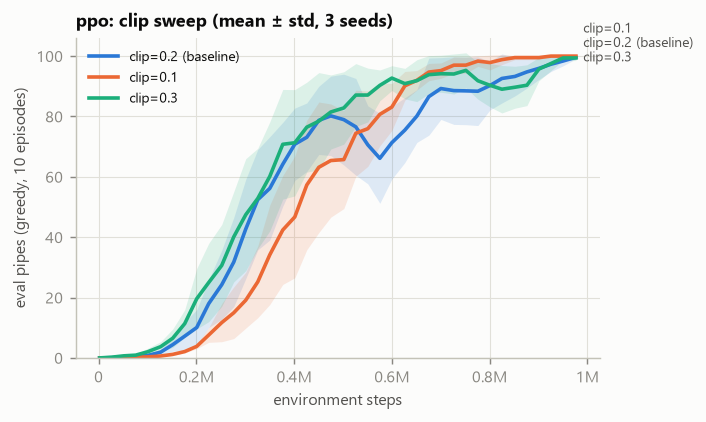 ppo: clip sweep (mean ± std, 3 seeds)
clip=0.1
clip=0.2 (baseline)
clip=0.3
clip=0.2 (baseline)
clip=0.1
clip=0.3
100
80
60
40
20
0
eval pipes (greedy, 10 episodes)
0 0.2M 0.4M 0.6M 0.8M 1M
environment steps